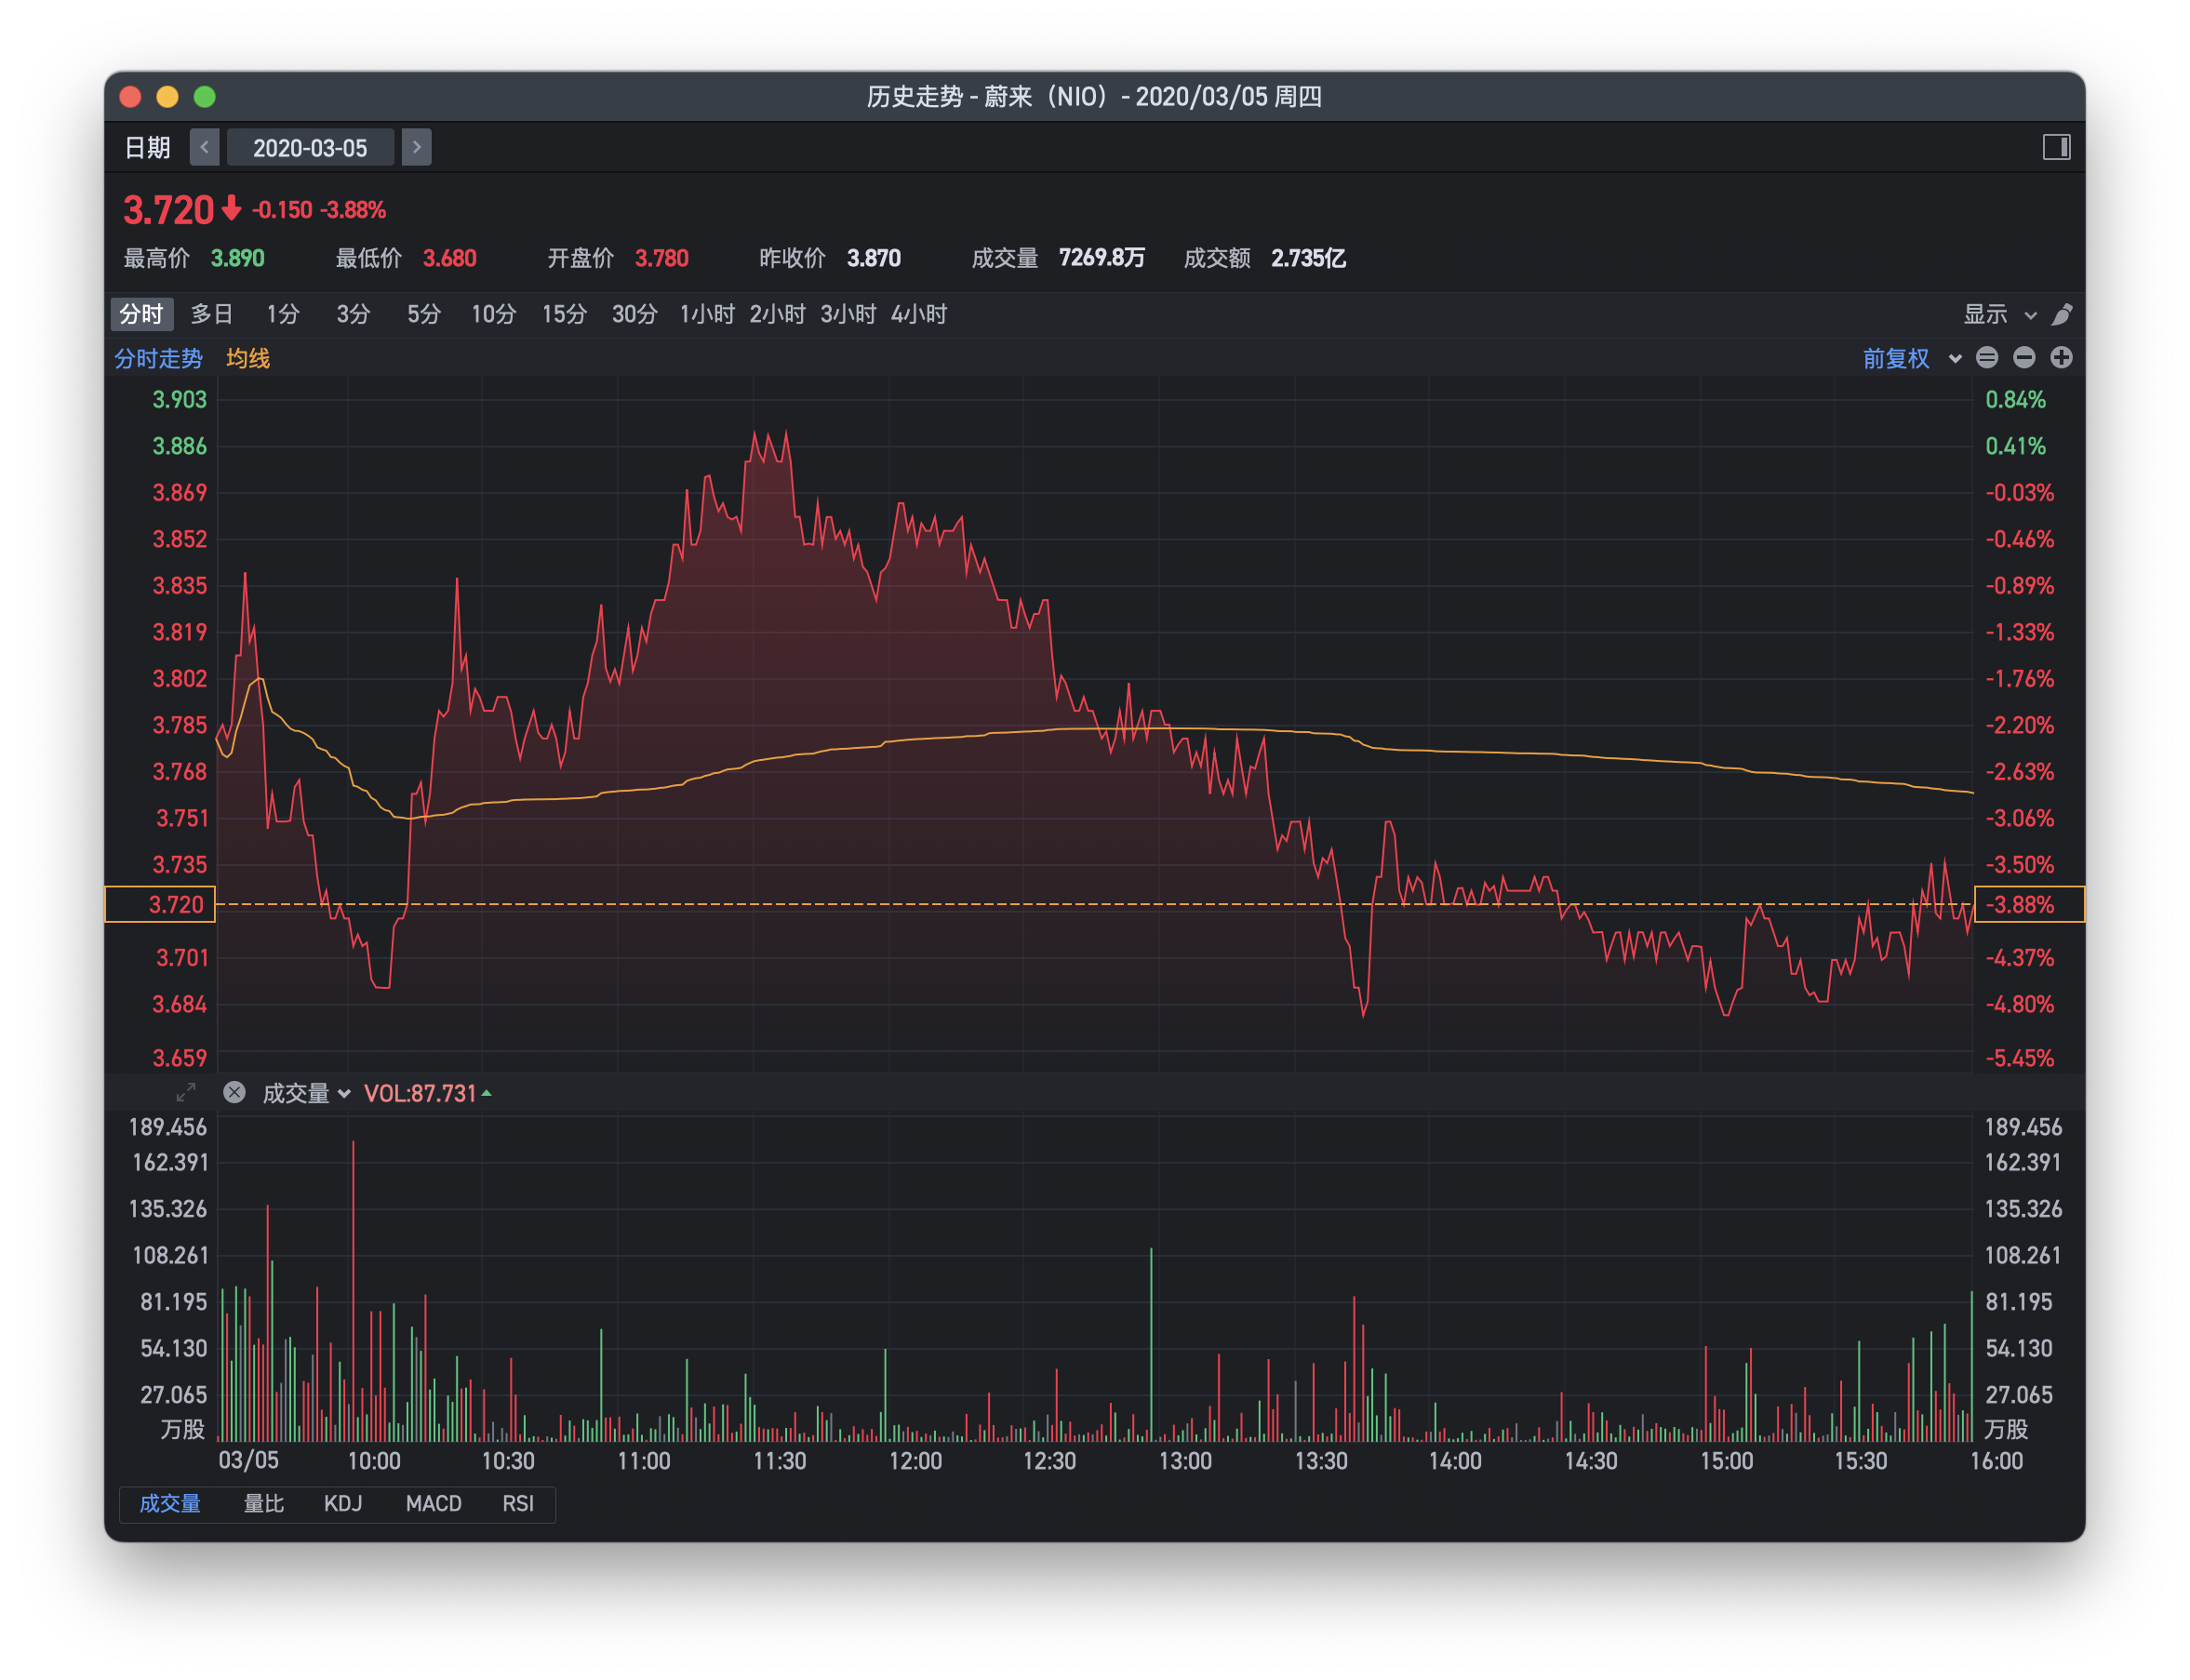 历史走势 - 蔚来（NIO）- 2020/03/05 周四
日期 2020-03-05
3.720 -0.150 -3.88%
最高价 3.890 最低价 3.680 开盘价 3.780 昨收价 3.870 成交量 7269.8万 成交额 2.735亿
分时 多日 1分 3分 5分 10分 15分 30分 1小时 2小时 3小时 4小时 显示
分时走势 均线 前复权
3.903 0.84%
3.886 0.41%
3.869 -0.03%
3.852 -0.46%
3.835 -0.89%
3.819 -1.33%
3.802 -1.76%
3.785 -2.20%
3.768 -2.63%
3.751 -3.06%
3.735 -3.50%
3.720 -3.88%
3.701 -4.37%
3.684 -4.80%
3.659 -5.45%
成交量 VOL:87.731
189.456 189.456
162.391 162.391
135.326 135.326
108.261 108.261
81.195 81.195
54.130 54.130
27.065 27.065
万股 万股
03/05 10:00 10:30 11:00 11:30 12:00 12:30 13:00 13:30 14:00 14:30 15:00 15:30 16:00
成交量 量比 KDJ MACD RSI